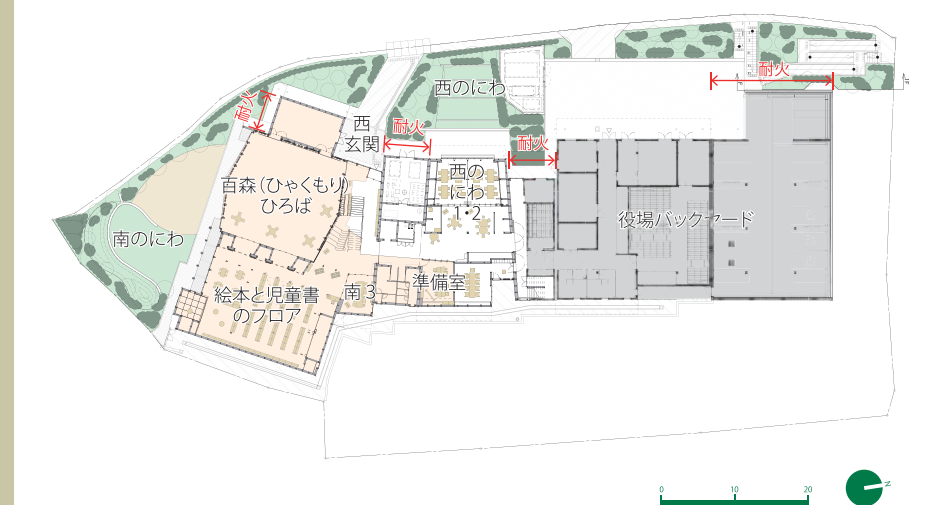 耐火
西のにわ
耐火
西
玄関
耐火
耐火
百森（ひゃくもり）
ひろば
西の
にわ
1・2
役場バックヤード
南のにわ
準備室
南3
絵本と児童書
のフロア
0 10 20
N